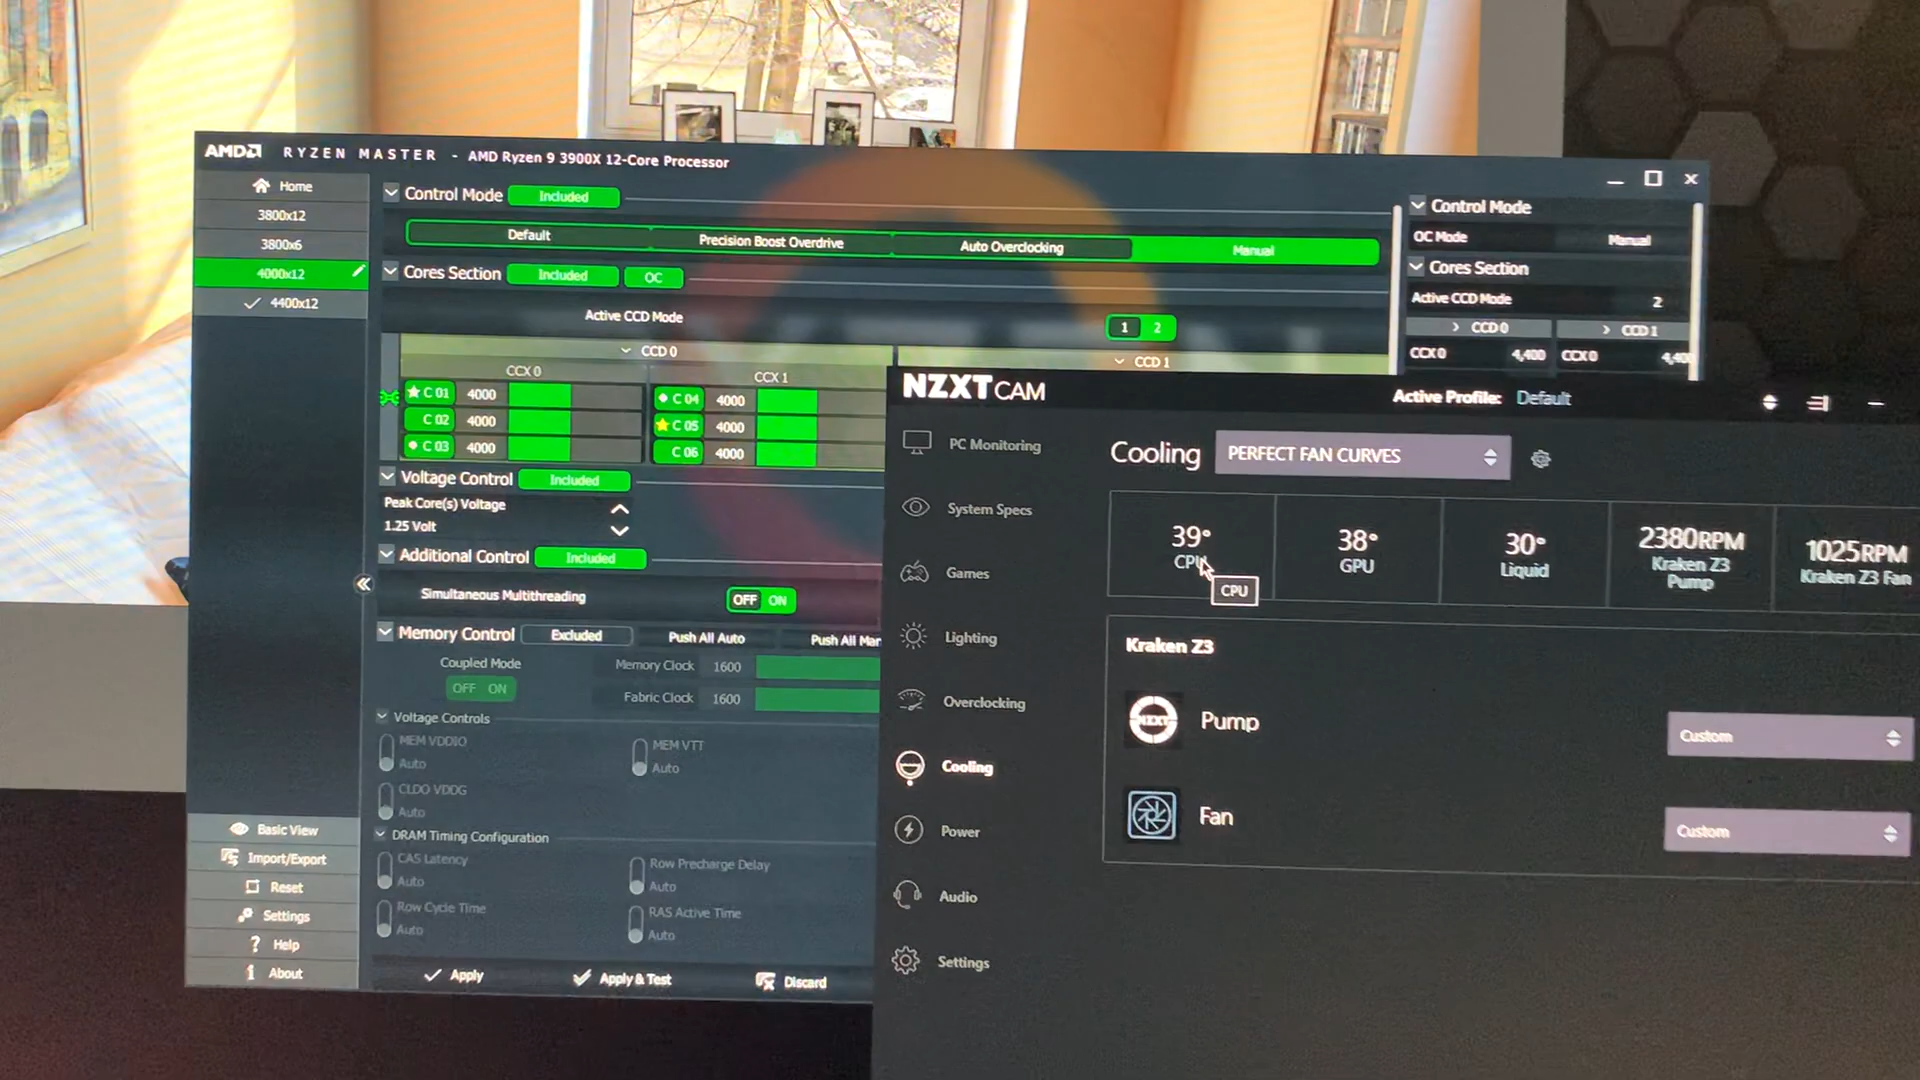 AMD RYZEN MASTER - AMD Ryzen 9 3900X 12-Core Processor
Home
3800x12
3800x6
4000x12
4400x12
Basic View
Import/Export
Reset
Settings
Help
About
Control Mode Included
Default Precision Boost Overdrive Auto Overclocking Manual
Cores Section Included OC
Active CCD Mode 1 2
CCD 0 CCD 1
CCX 0 CCX 1
C 01 4000 C 04 4000
C 02 4000 C 05 4000
C 03 4000 C 06 4000
Voltage Control Included
Peak Core(s) Voltage
1.25 Volt
Additional Control Included
Simultaneous Multithreading OFF ON
Memory Control Excluded Push All Auto Push All Man
Coupled Mode Memory Clock 1600
OFF ON Fabric Clock 1600
Voltage Controls
MEM VDDIO MEM VTT
Auto Auto
CLDO VDDG
Auto
DRAM Timing Configuration
CAS Latency Row Precharge Delay
Auto Auto
Row Cycle Time RAS Active Time
Auto Auto
Apply Apply & Test Discard
Control Mode
OC Mode Manual
Cores Section
Active CCD Mode 2
CCD 0 CCD 1
CCX 0 4,400 CCX 0 4,400
NZXT CAM
Active Profile: Default
PC Monitoring
System Specs
Games
Lighting
Overclocking
Cooling
Power
Audio
Settings
Cooling PERFECT FAN CURVES
39° 38° 30° 2380RPM 1025RPM
CPU GPU Liquid Kraken Z3 Pump Kraken Z3 Fan
CPU
Kraken Z3
NZXT Pump Custom
Fan Custom